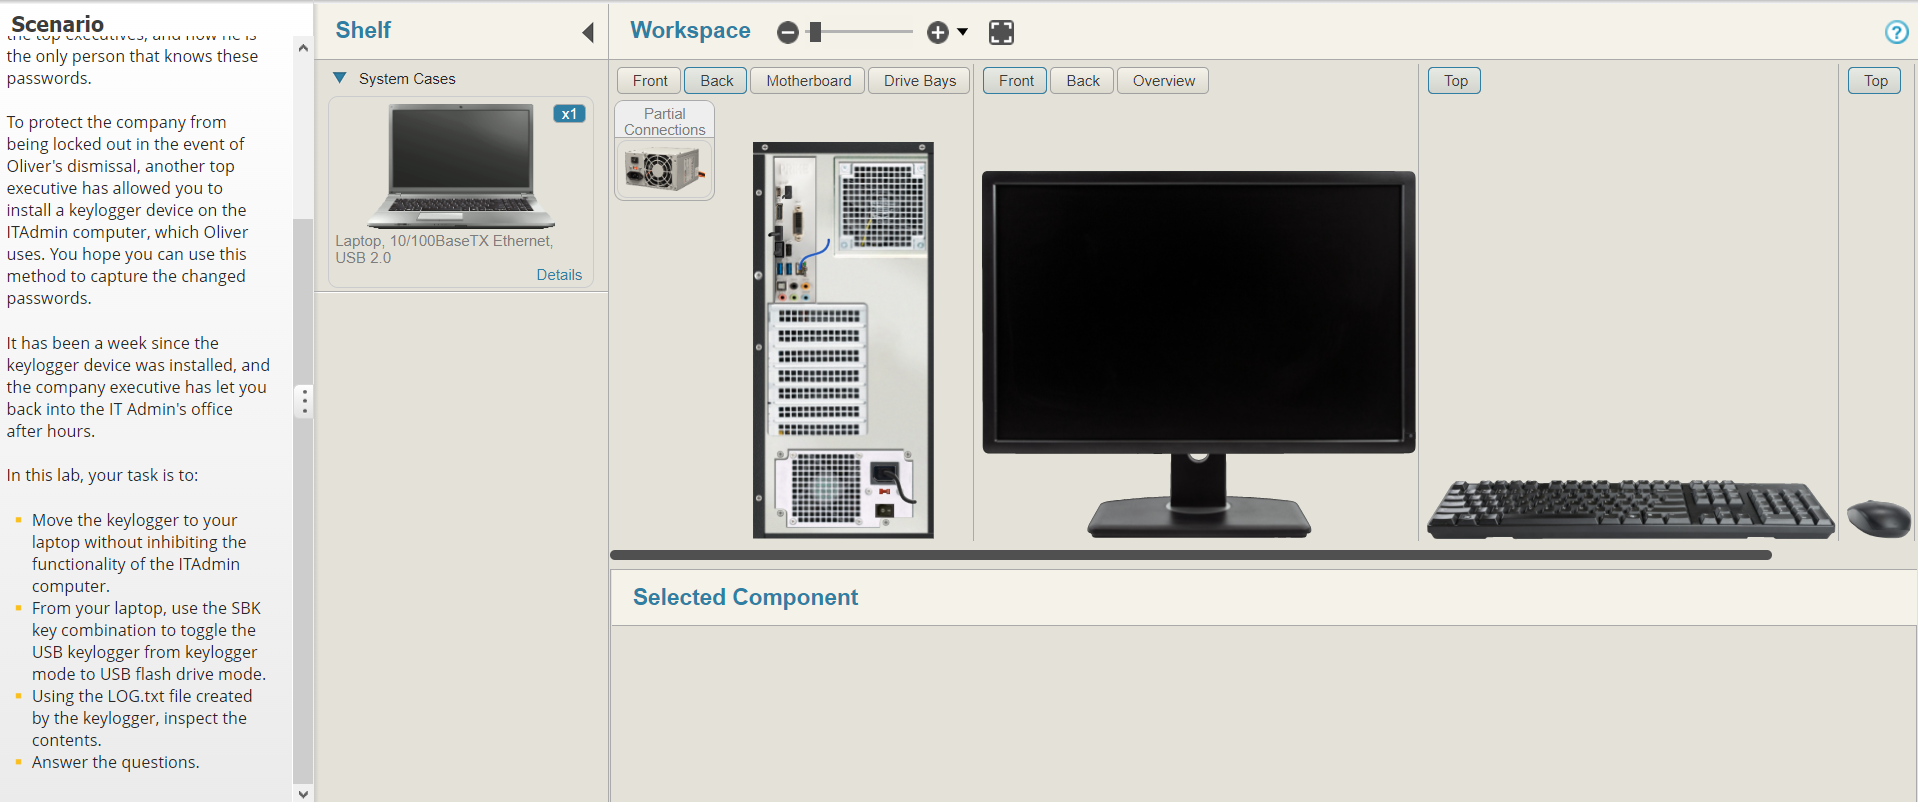 Scenario
the top executives, and now he is
the only person that knows these
passwords.
To protect the company from
being locked out in the event of
Oliver's dismissal, another top
executive has allowed you to
install a keylogger device on the
ITAdmin computer, which Oliver
uses. You hope you can use this
method to capture the changed
passwords.
It has been a week since the
keylogger device was installed, and
the company executive has let you
back into the IT Admin's office
after hours.
In this lab, your task is to:
Move the keylogger to your
laptop without inhibiting the
functionality of the ITAdmin
computer.
From your laptop, use the SBK
key combination to toggle the
USB keylogger from keylogger
mode to USB flash drive mode.
Using the LOG.txt file created
by the keylogger, inspect the
contents.
Answer the questions.
Shelf
System Cases
x1
Laptop, 10/100BaseTX Ethernet,
USB 2.0
Details
Workspace
?
Front Back Motherboard Drive Bays
Partial
Connections
Front Back Overview
Top
Top
Selected Component